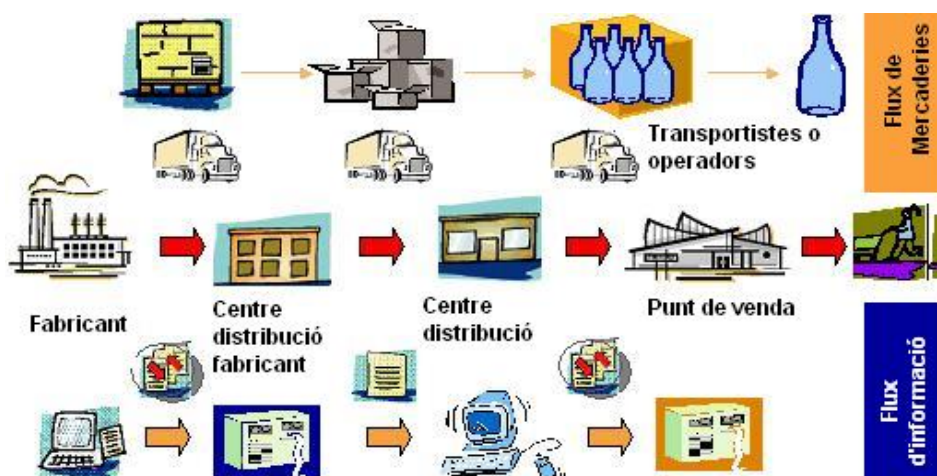 Flux de
Mercaderies
Transportistes o
operadors
Fabricant
Centre
distribució
fabricant
Centre
distribució
Punt de venda
Flux
d'informació